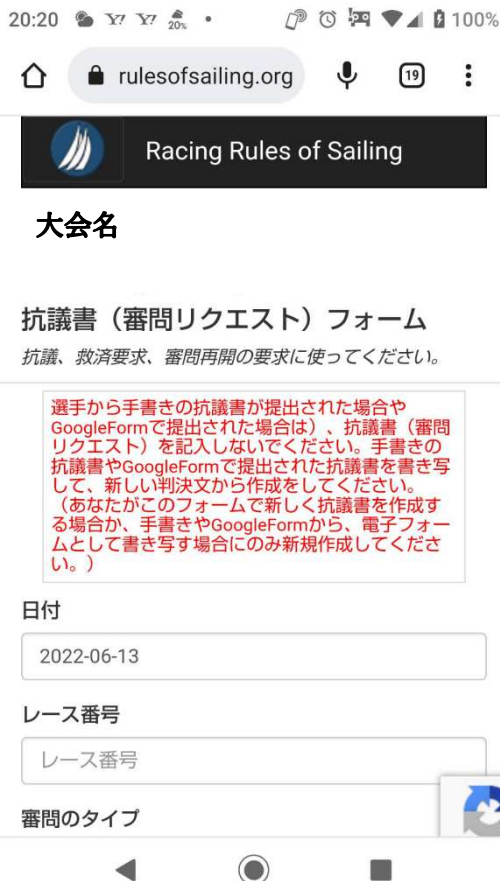 20:20
20%
100%
rulesofsailing.org
19
Racing Rules of Sailing
大会名
抗議書（審問リクエスト）フォーム
抗議、救済要求、審問再開の要求に使ってください。
選手から手書きの抗議書が提出された場合や
GoogleFormで提出された場合は）、抗議書（審問
リクエスト）を記入しないでください。手書きの
抗議書やGoogleFormで提出された抗議書を書き写
して、新しい判決文から作成をしてください。
（あなたがこのフォームで新しく抗議書を作成す
る場合か、手書きやGoogleFormから、電子フォー
ムとして書き写す場合にのみ新規作成してくださ
い。）
日付
2022-06-13
レース番号
レース番号
審問のタイプ